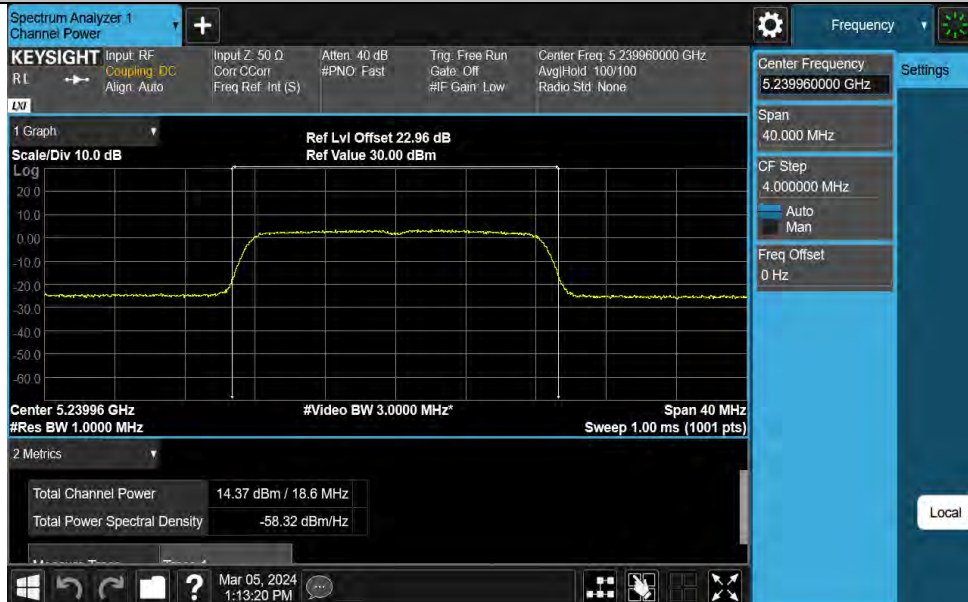 Spectrum Analyzer 1
Channel Power
+
Frequency
KEYSIGHT
Input: RF
Coupling: DC
Align: Auto
Input Z: 50 Ω
Corr CCorr
Freq Ref: Int (S)
Atten: 40 dB
#PNO: Fast
Trig: Free Run
Gate: Off
#IF Gain: Low
Center Freq: 5.239960000 GHz
Avg|Hold: 100/100
Radio Std: None
LXI
Center Frequency
5.239960000 GHz
Settings
Span
40.000 MHz
CF Step
4.000000 MHz
Auto
Man
Freq Offset
0 Hz
1 Graph
Scale/Div 10.0 dB
Ref Lvl Offset 22.96 dB
Ref Value 30.00 dBm
Log
20.0
10.0
0.00
-10.0
-20.0
-30.0
-40.0
-50.0
-60.0
Center 5.23996 GHz
#Video BW 3.0000 MHz*
Span 40 MHz
#Res BW 1.0000 MHz
Sweep 1.00 ms (1001 pts)
2 Metrics
Total Channel Power 14.37 dBm / 18.6 MHz
Total Power Spectral Density -58.32 dBm/Hz
Local
?
Mar 05, 2024
1:13:20 PM